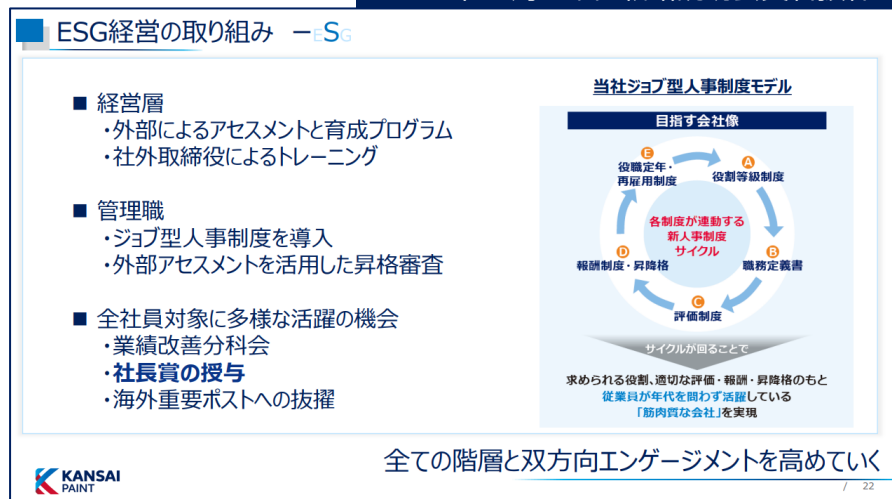 ESG経営の取り組み －ESG
■ 経営層
・外部によるアセスメントと育成プログラム
・社外取締役によるトレーニング
■ 管理職
・ジョブ型人事制度を導入
・外部アセスメントを活用した昇格審査
■ 全社員対象に多様な活躍の機会
・業績改善分科会
・社長賞の授与
・海外重要ポストへの抜擢
当社ジョブ型人事制度モデル
目指す会社像
A
役割等級制度
B
職務定義書
C
評価制度
D
報酬制度・昇降格
E
役職定年・
再雇用制度
各制度が連動する
新人事制度
サイクル
サイクルが回ることで
求められる役割、適切な評価・報酬・昇降格のもと
従業員が年代を問わず活躍している
「筋肉質な会社」を実現
全ての階層と双方向エンゲージメントを高めていく
KANSAI
PAINT
/ 22